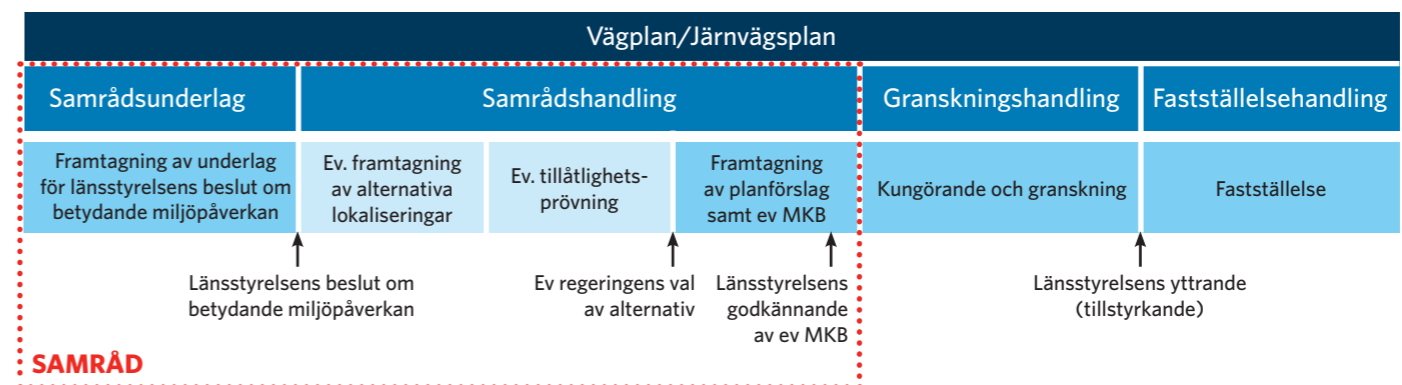 Vägplan/Järnvägsplan
Samrådsunderlag
Samrådshandling
Granskningshandling
Fastställelsehandling
Framtagning av underlag
för länsstyrelsens beslut om
betydande miljöpåverkan
Ev. framtagning
av alternativa
lokaliseringar
Ev. tillåtlighets-
prövning
Framtagning
av planförslag
samt ev MKB
Kungörande och granskning
Fastställelse
Länsstyrelsens beslut om
betydande miljöpåverkan
Ev regeringens val
av alternativ
Länsstyrelsens
godkännande
av ev MKB
Länsstyrelsens yttrande
(tillstyrkande)
SAMRÅD